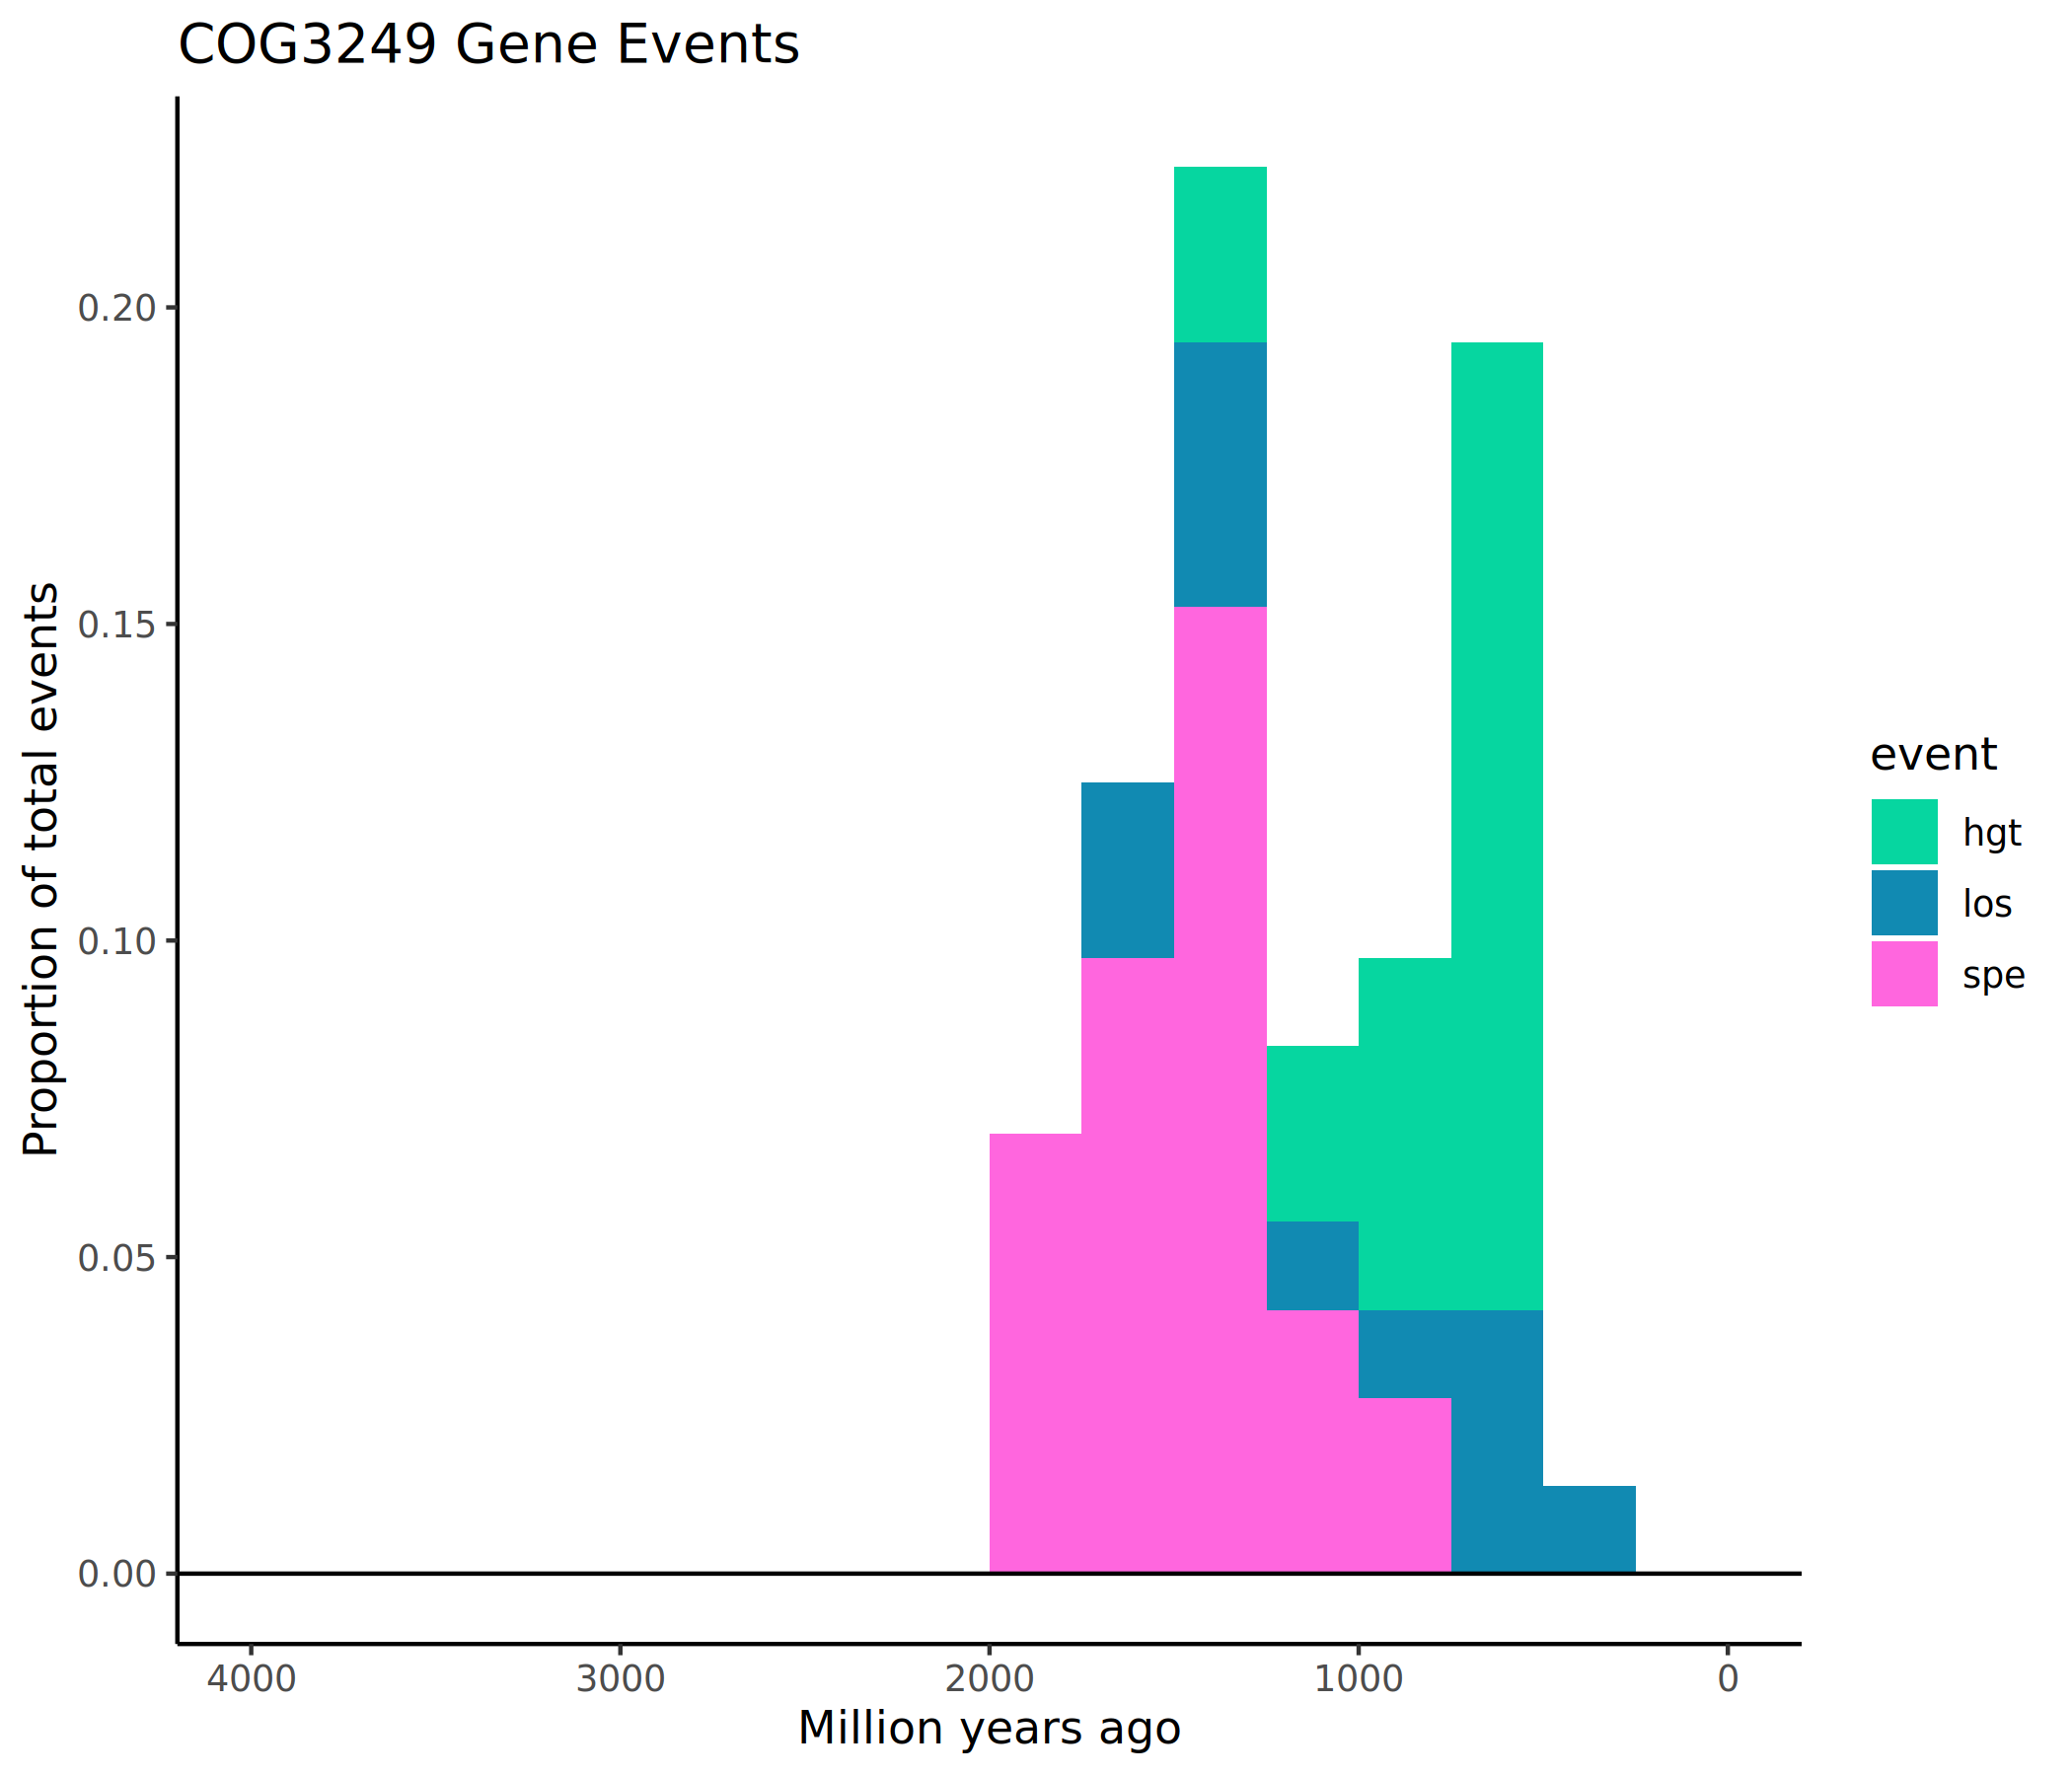 COG3249 Gene Events
Proportion of total events
0.20
0.15
0.10
0.05
0.00
4000 3000 2000 1000 0
Million years ago
event
hgt
los
spe